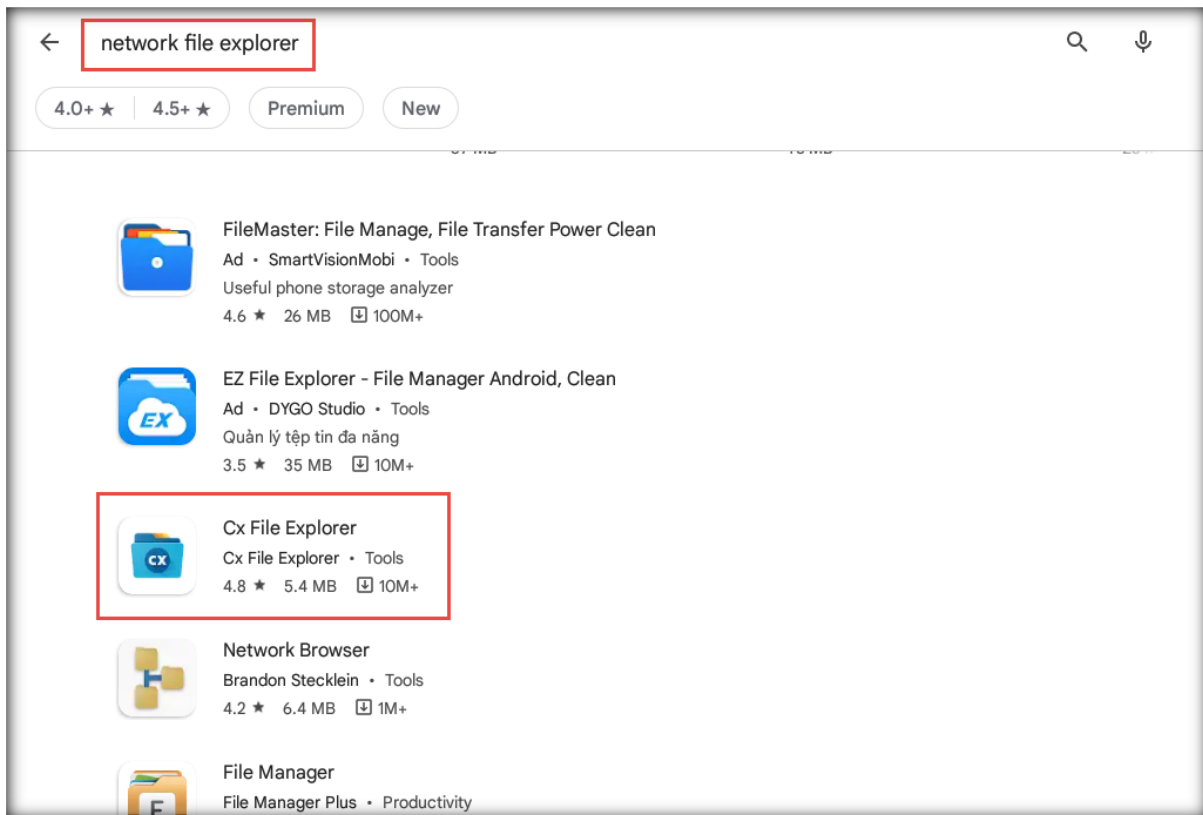 network file explorer
4.0+ ★ 4.5+ ★ Premium New
FileMaster: File Manage, File Transfer Power Clean
Ad • SmartVisionMobi • Tools
Useful phone storage analyzer
4.6 ★ 26 MB 100M+
EX
EZ File Explorer - File Manager Android, Clean
Ad • DYGO Studio • Tools
Quản lý tệp tin đa năng
3.5 ★ 35 MB 10M+
CX
Cx File Explorer
Cx File Explorer • Tools
4.8 ★ 5.4 MB 10M+
Network Browser
Brandon Stecklein • Tools
4.2 ★ 6.4 MB 1M+
File Manager
File Manager Plus • Productivity